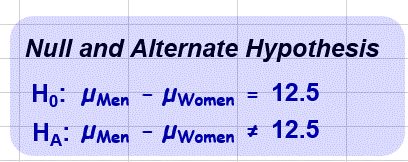 Null and Alternate Hypothesis
H₀: μMen - μWomen = 12.5
HA: μMen - μWomen ≠ 12.5